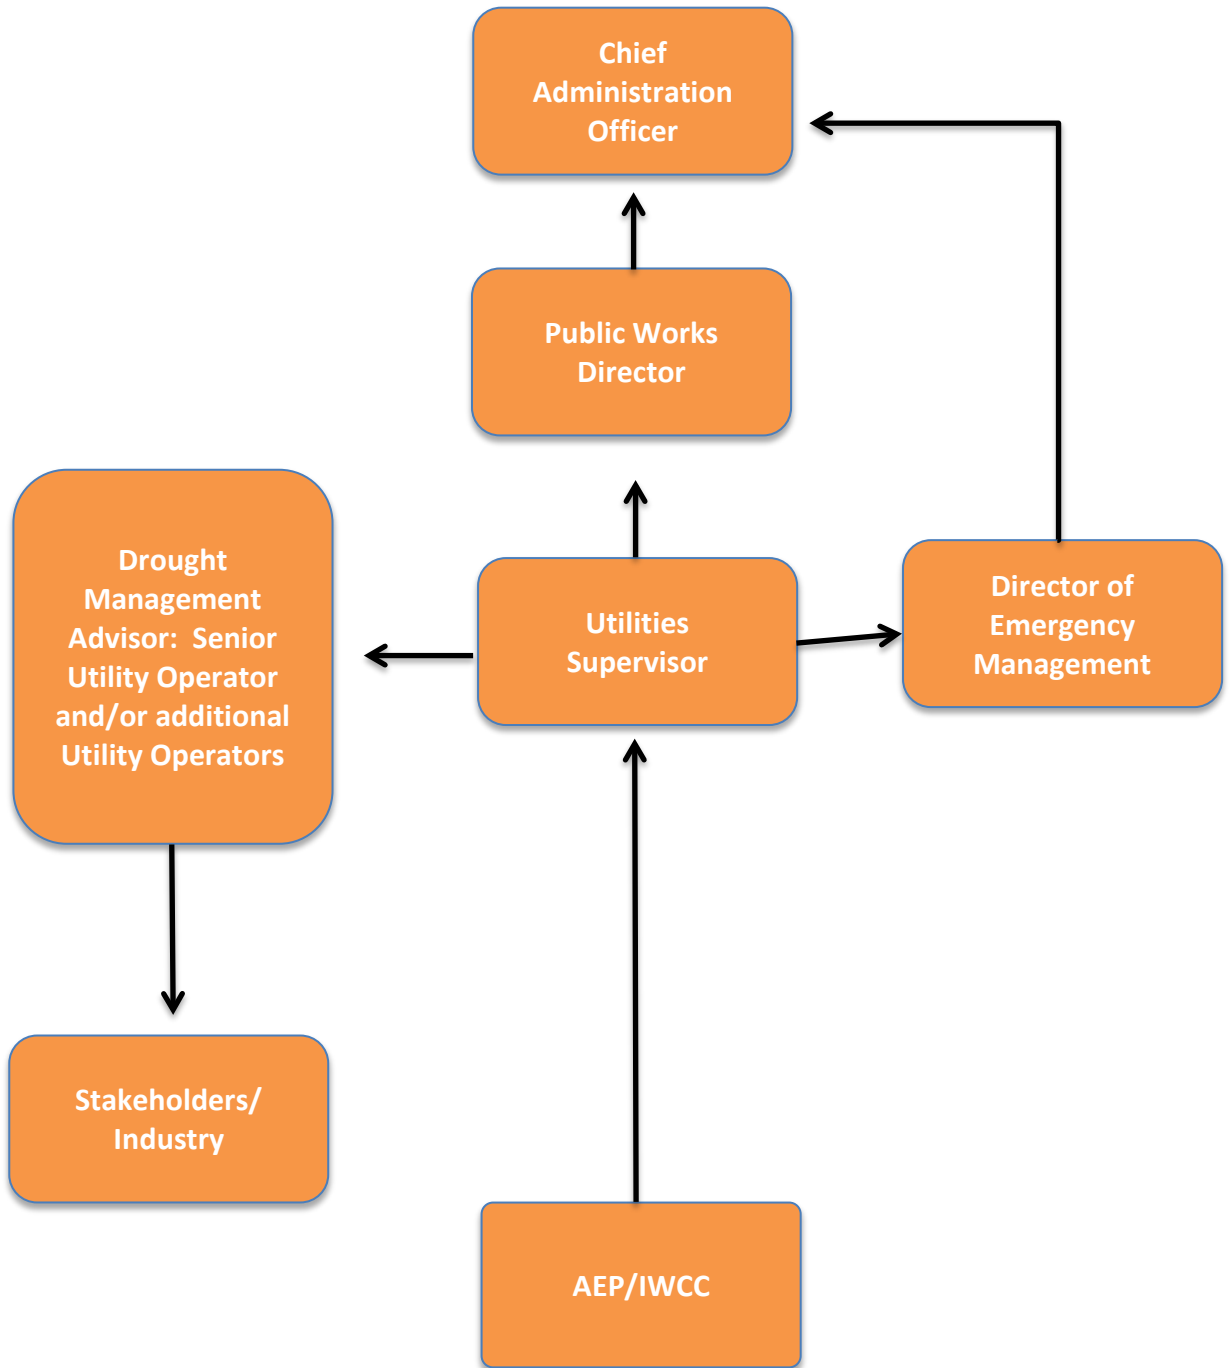 Chief
Administration
Officer
Public Works
Director
Drought
Management
Advisor:  Senior
Utility Operator
and/or additional
Utility Operators
Utilities
Supervisor
Director of
Emergency
Management
Stakeholders/
Industry
AEP/IWCC